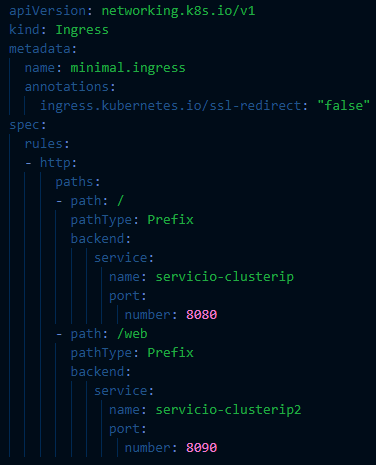 apiVersion: networking.k8s.io/v1
kind: Ingress
metadata:
  name: minimal.ingress
  annotations:
    ingress.kubernetes.io/ssl-redirect: "false"
spec:
  rules:
  - http:
      paths:
      - path: /
        pathType: Prefix
        backend:
          service:
            name: servicio-clusterip
            port:
              number: 8080
      - path: /web
        pathType: Prefix
        backend:
          service:
            name: servicio-clusterip2
            port:
              number: 8090